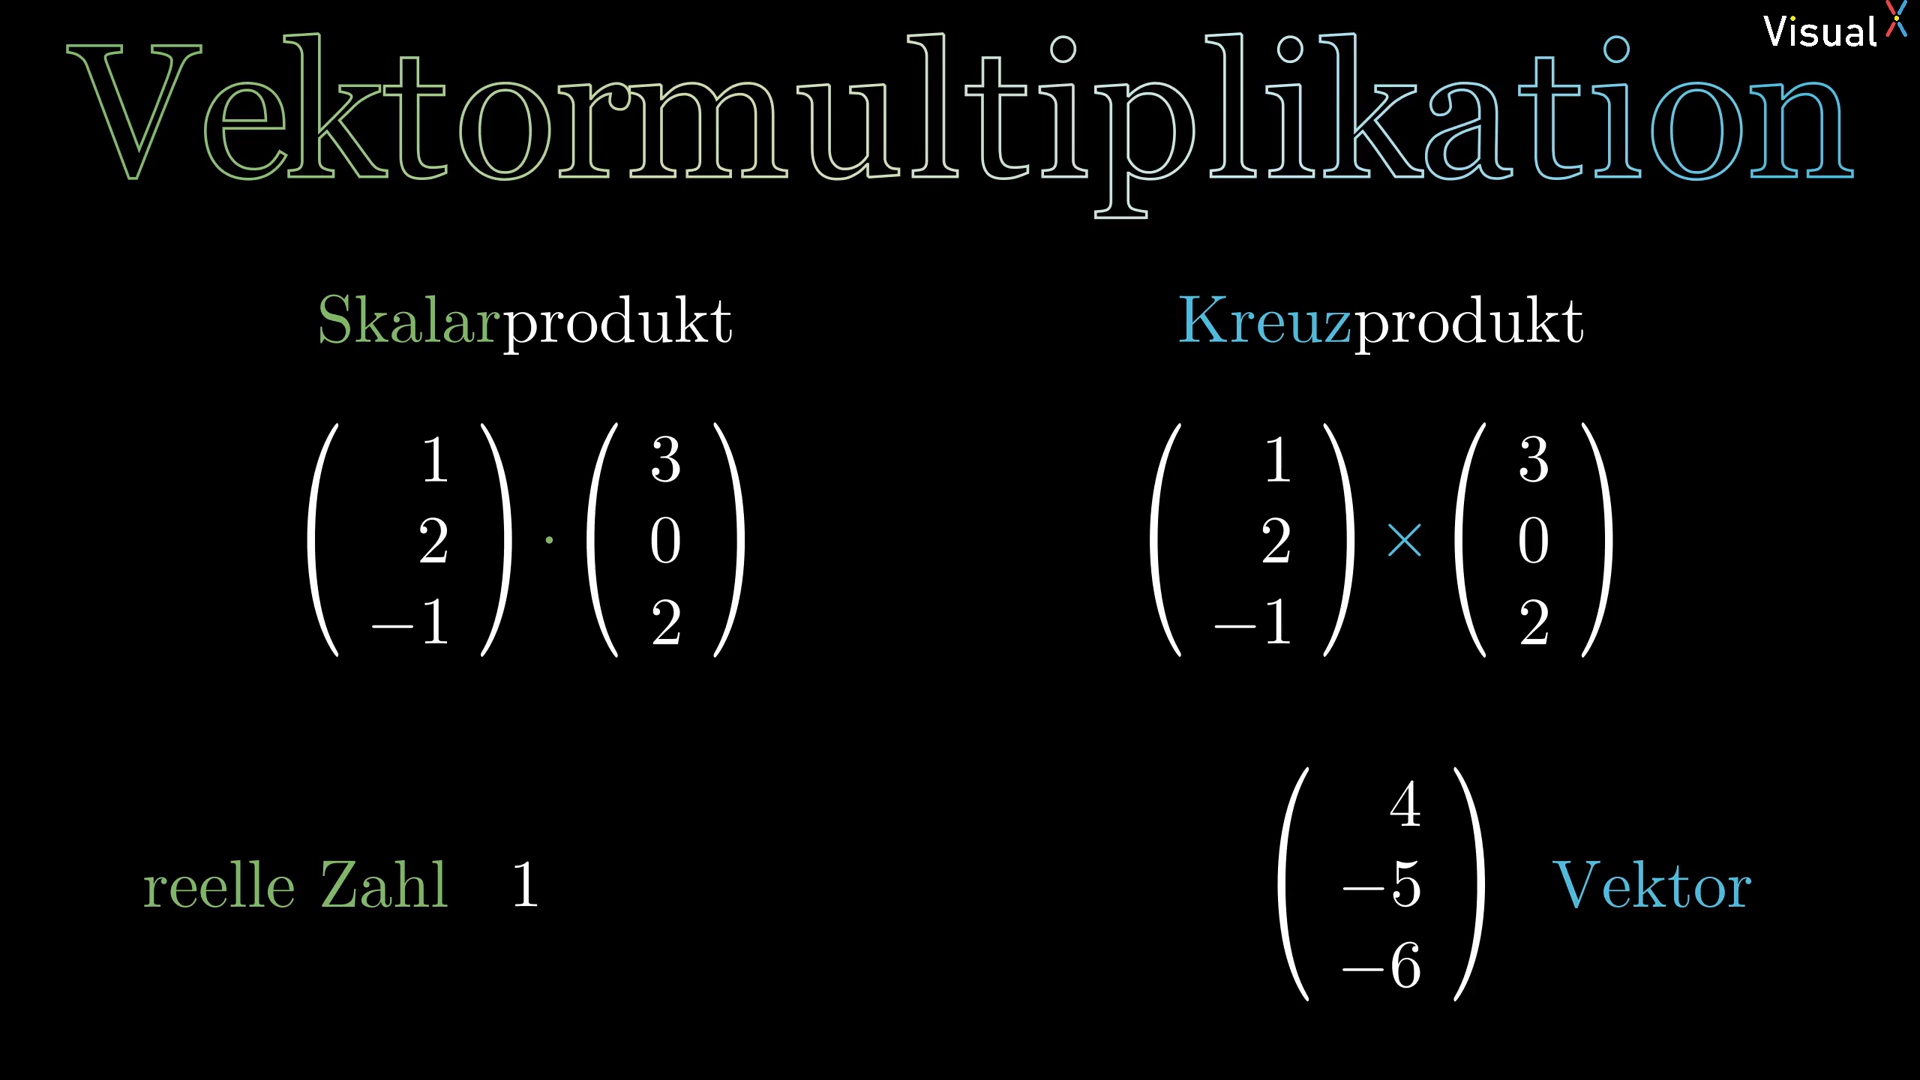 Visual X
Vektormultiplikation
Skalarprodukt
Kreuzprodukt
1 3
2 · 0
−1 2
1 3
2 × 0
−1 2
reelle Zahl 1
4
−5 Vektor
−6